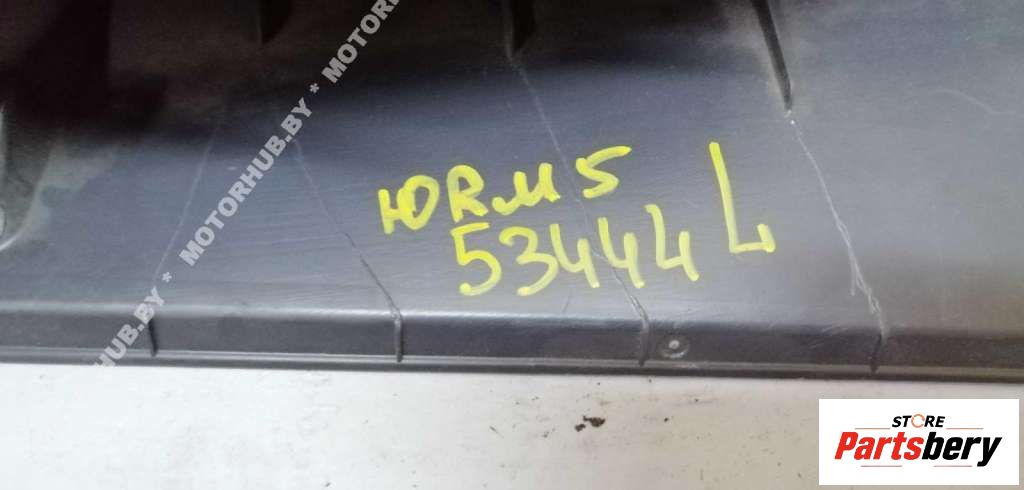 MOTORHUB.BY * MOTORHUB.BY * MOTOR
ЮRM5
53444 L
STORE
Partsbery